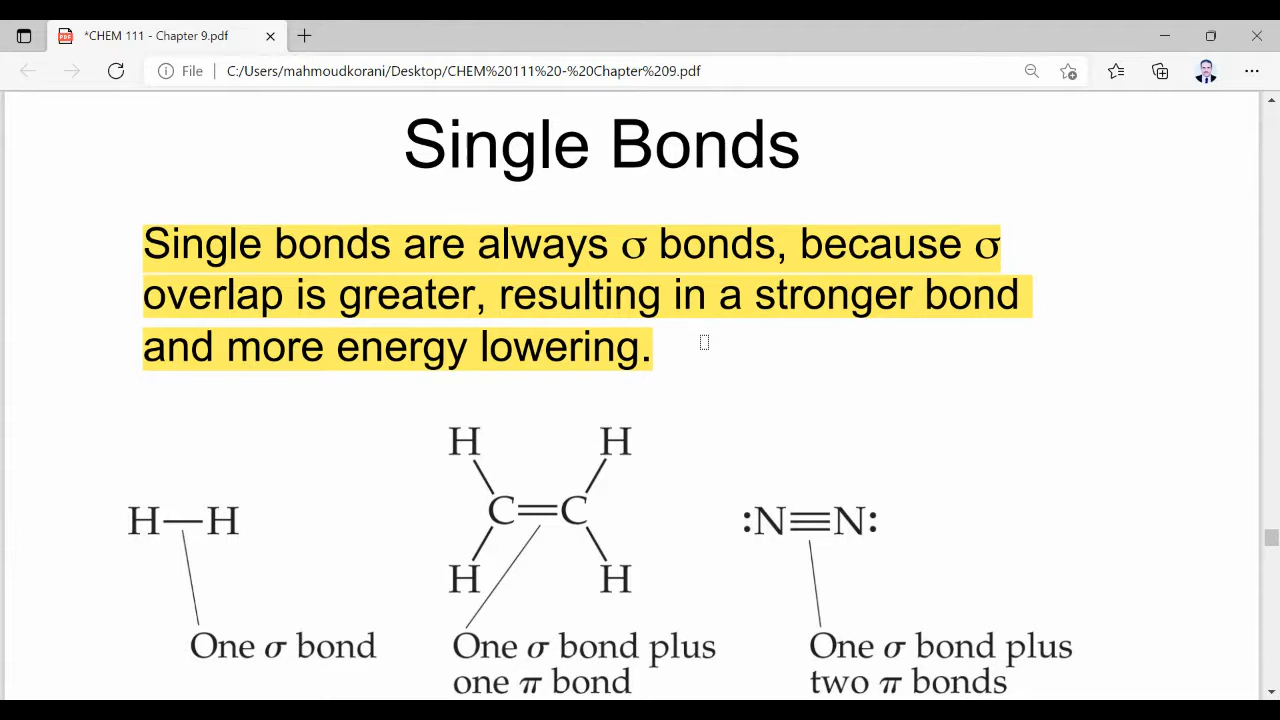 *CHEM 111 - Chapter 9.pdf
File C:/Users/mahmoudkorani/Desktop/CHEM%20111%20-%20Chapter%209.pdf
Single Bonds
Single bonds are always σ bonds, because σ
overlap is greater, resulting in a stronger bond
and more energy lowering.
H H
C=C
H H
H—H
:N≡N:
One σ bond
One σ bond plus
one π bond
One σ bond plus
two π bonds